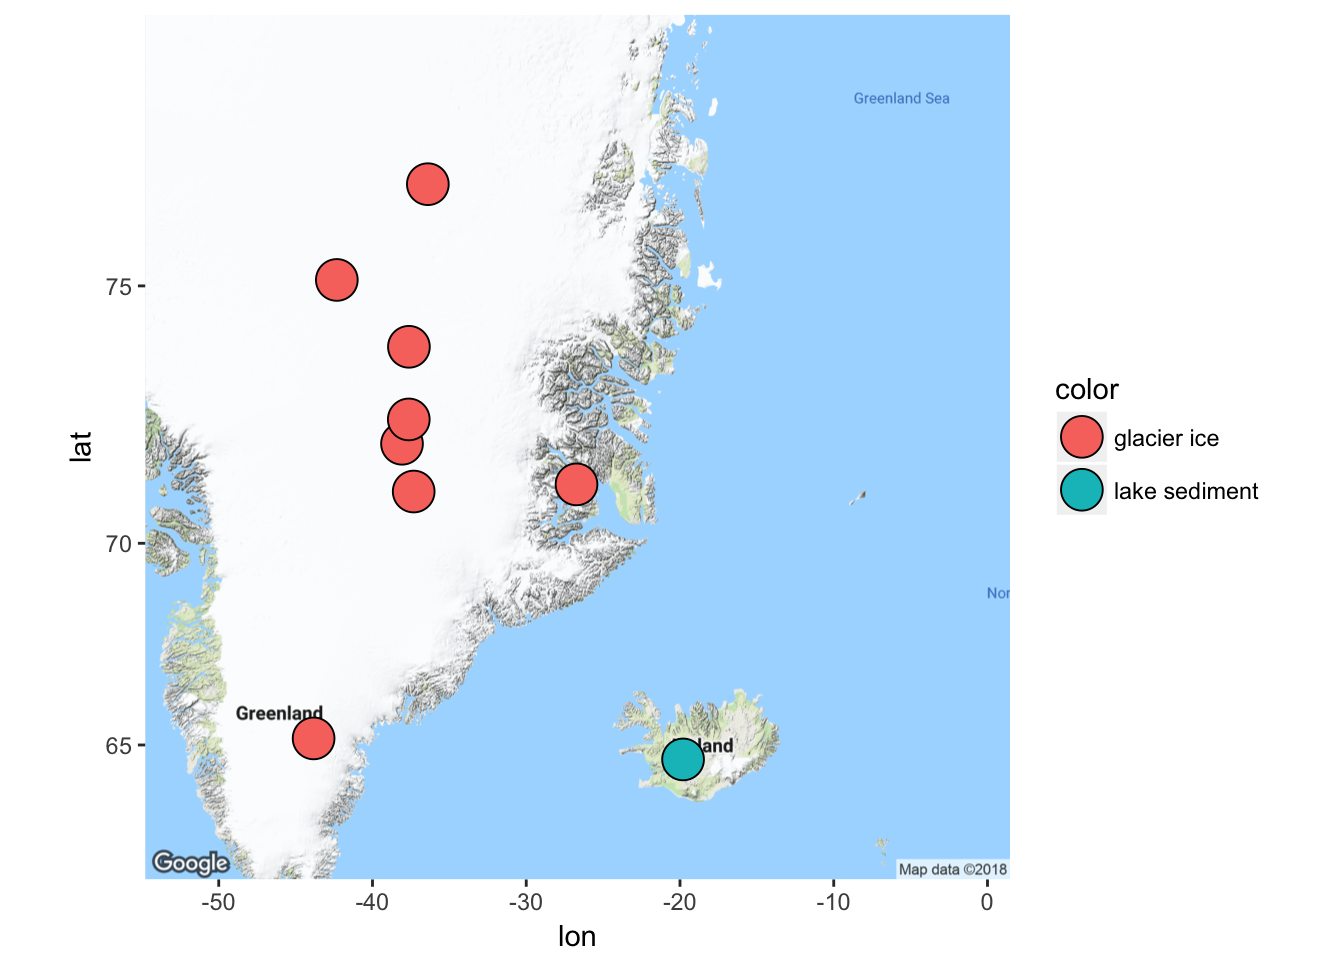 Greenland Sea
75
color
glacier ice
lat
lake sediment
70
Nor
Greenland
65
land
Google
Map data ©2018
-50
-40
-30
-20
-10
0
lon